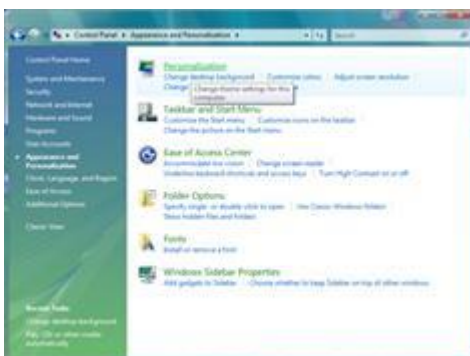 Control Panel ▸ Appearance and Personalization ▸
Search
Control Panel Home
System and Maintenance
Security
Network and Internet
Hardware and Sound
Programs
User Accounts
Appearance and
Personalization
Clock, Language, and Region
Ease of Access
Additional Options
Classic View
Recent Tasks
Change desktop background
Play CDs or other media
automatically
Personalization
Change desktop background
Customize colors
Adjust screen resolution
Change
Change theme settings for this
computer.
Taskbar and Start Menu
Customize the Start menu
Customize icons on the taskbar
Change the picture on the Start menu
Ease of Access Center
Accommodate low vision
Change screen reader
Underline keyboard shortcuts and access keys
Turn High Contrast on or off
Folder Options
Specify single- or double-click to open
Use Classic Windows folders
Show hidden files and folders
Fonts
Install or remove a font
Windows Sidebar Properties
Add gadgets to Sidebar
Choose whether to keep Sidebar on top of other windows